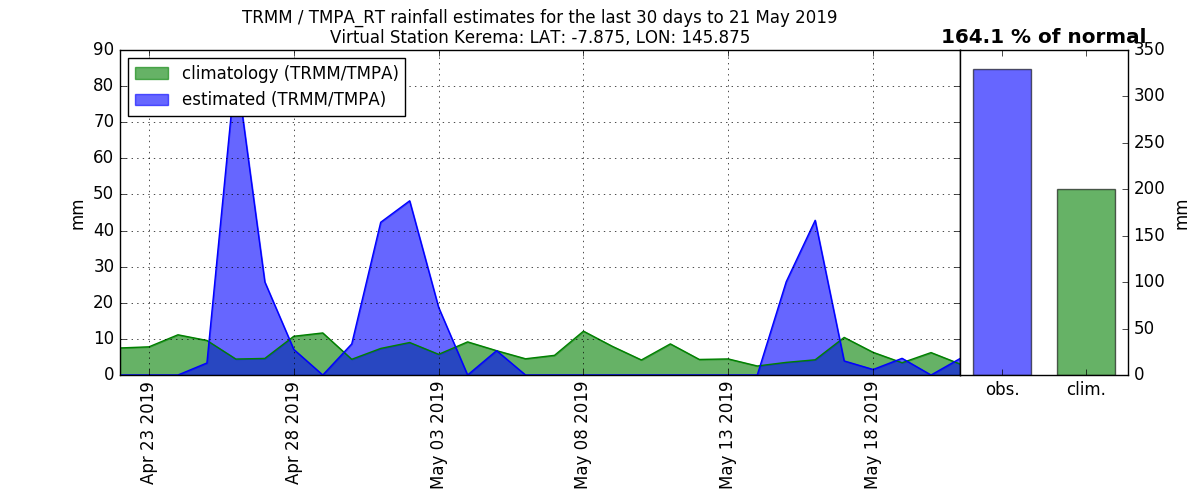 TRMM / TMPA_RT rainfall estimates for the last 30 days to 21 May 2019
Virtual Station Kerema: LAT: -7.875, LON: 145.875
164.1 % of normal
climatology (TRMM/TMPA)
estimated (TRMM/TMPA)
90
80
70
60
50
40
30
20
10
0
mm
Apr 23 2019
Apr 28 2019
May 03 2019
May 08 2019
May 13 2019
May 18 2019
obs.
clim.
350
300
250
200
150
100
50
0
mm